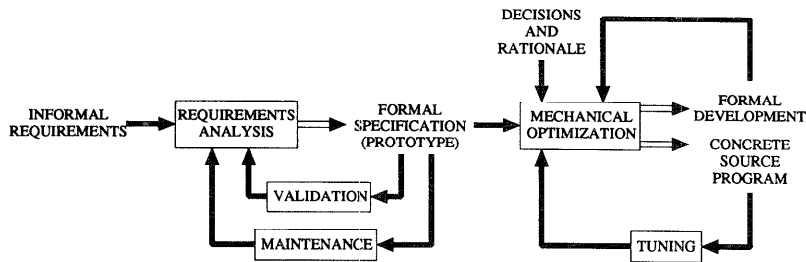 INFORMAL
REQUIREMENTS
REQUIREMENTS
ANALYSIS
FORMAL
SPECIFICATION
(PROTOTYPE)
VALIDATION
MAINTENANCE
DECISIONS
AND
RATIONALE
MECHANICAL
OPTIMIZATION
FORMAL
DEVELOPMENT
CONCRETE
SOURCE
PROGRAM
TUNING